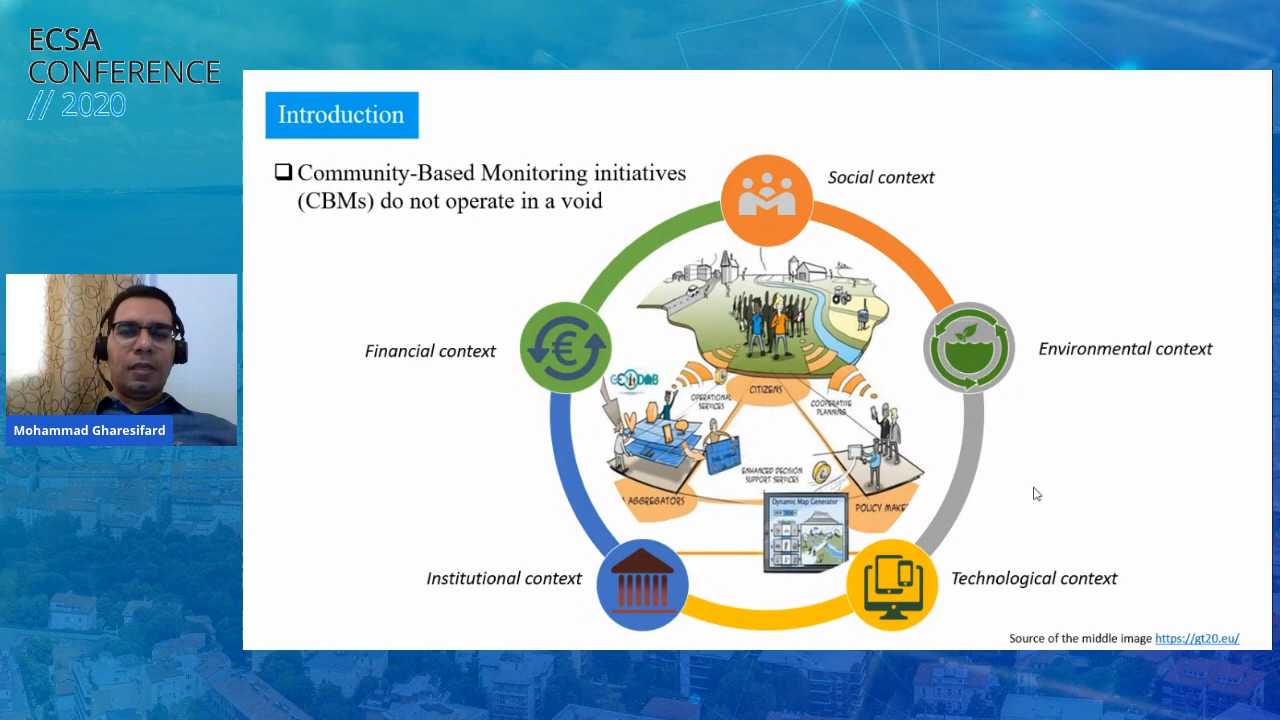 ECSA
CONFERENCE
// 2020
Introduction
❑ Community-Based Monitoring initiatives
(CBMs) do not operate in a void
Social context
Financial context
Environmental context
CITIZENS
OPERATIONAL
SERVICES
COOPERATIVE
PLANNING
ENHANCED DECISION
SUPPORT SERVICES
AGGREGATORS
Dynamic Map Generator
POLICY MAKE
Mohammad Gharesifard
Institutional context
Technological context
Source of the middle image https://gt20.eu/